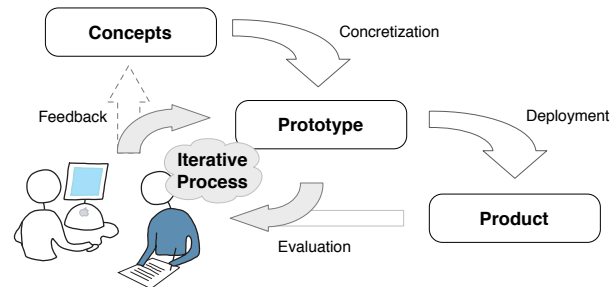 Concepts
Concretization
Feedback
Prototype
Deployment
Iterative
Process
Product
Evaluation